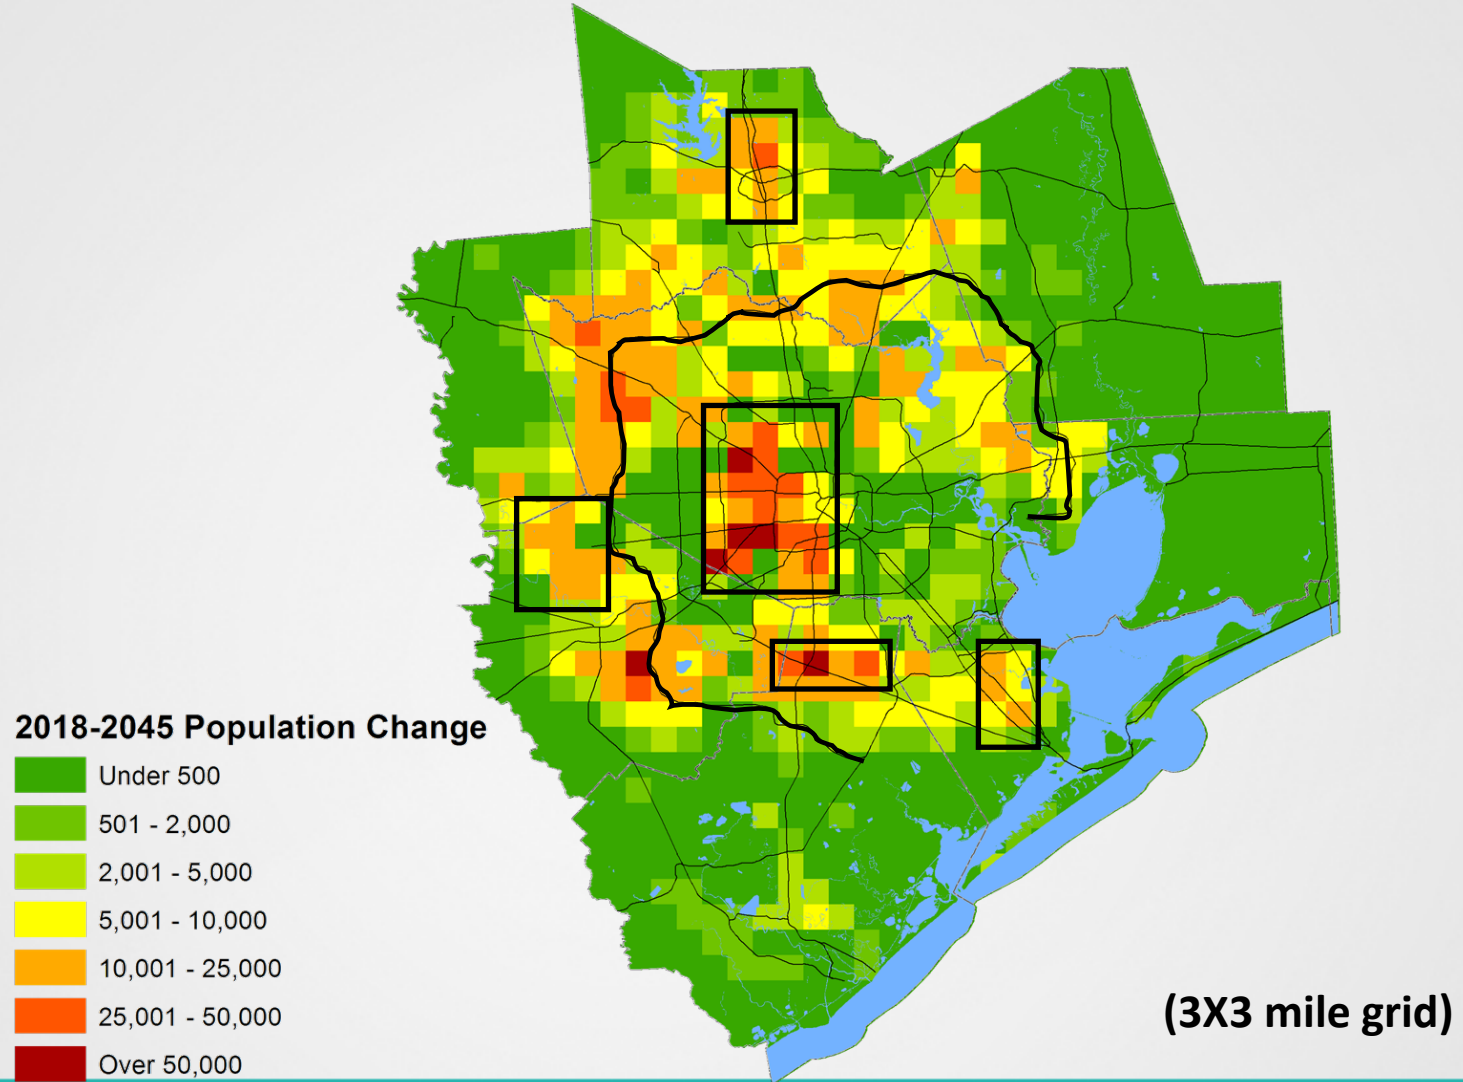 2018-2045 Population Change
Under 500
501 - 2,000
2,001 - 5,000
5,001 - 10,000
10,001 - 25,000
25,001 - 50,000
Over 50,000
(3X3 mile grid)